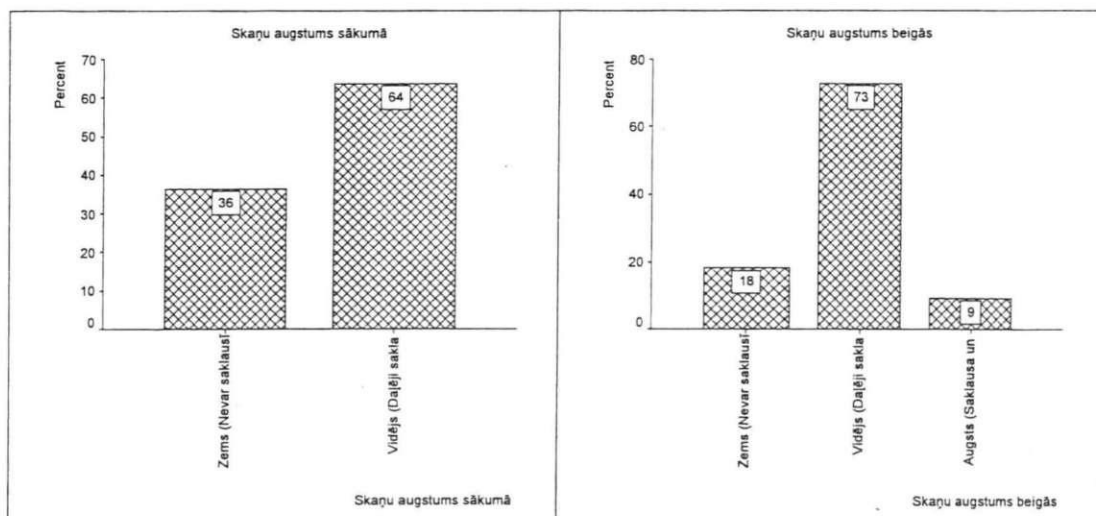 Skaņu augstums sākumā
Percent
70
60
50
40
30
20
10
0
36
64
Zems (Nevar saklausī
Vidējs (Daļēji sakla
Skaņu augstums sākumā
Skaņu augstums beigās
Percent
80
60
40
20
0
18
73
9
Zems (Nevar saklausī
Vidējs (Daļēji sakla
Augsts (Saklausa un
Skaņu augstums beigās